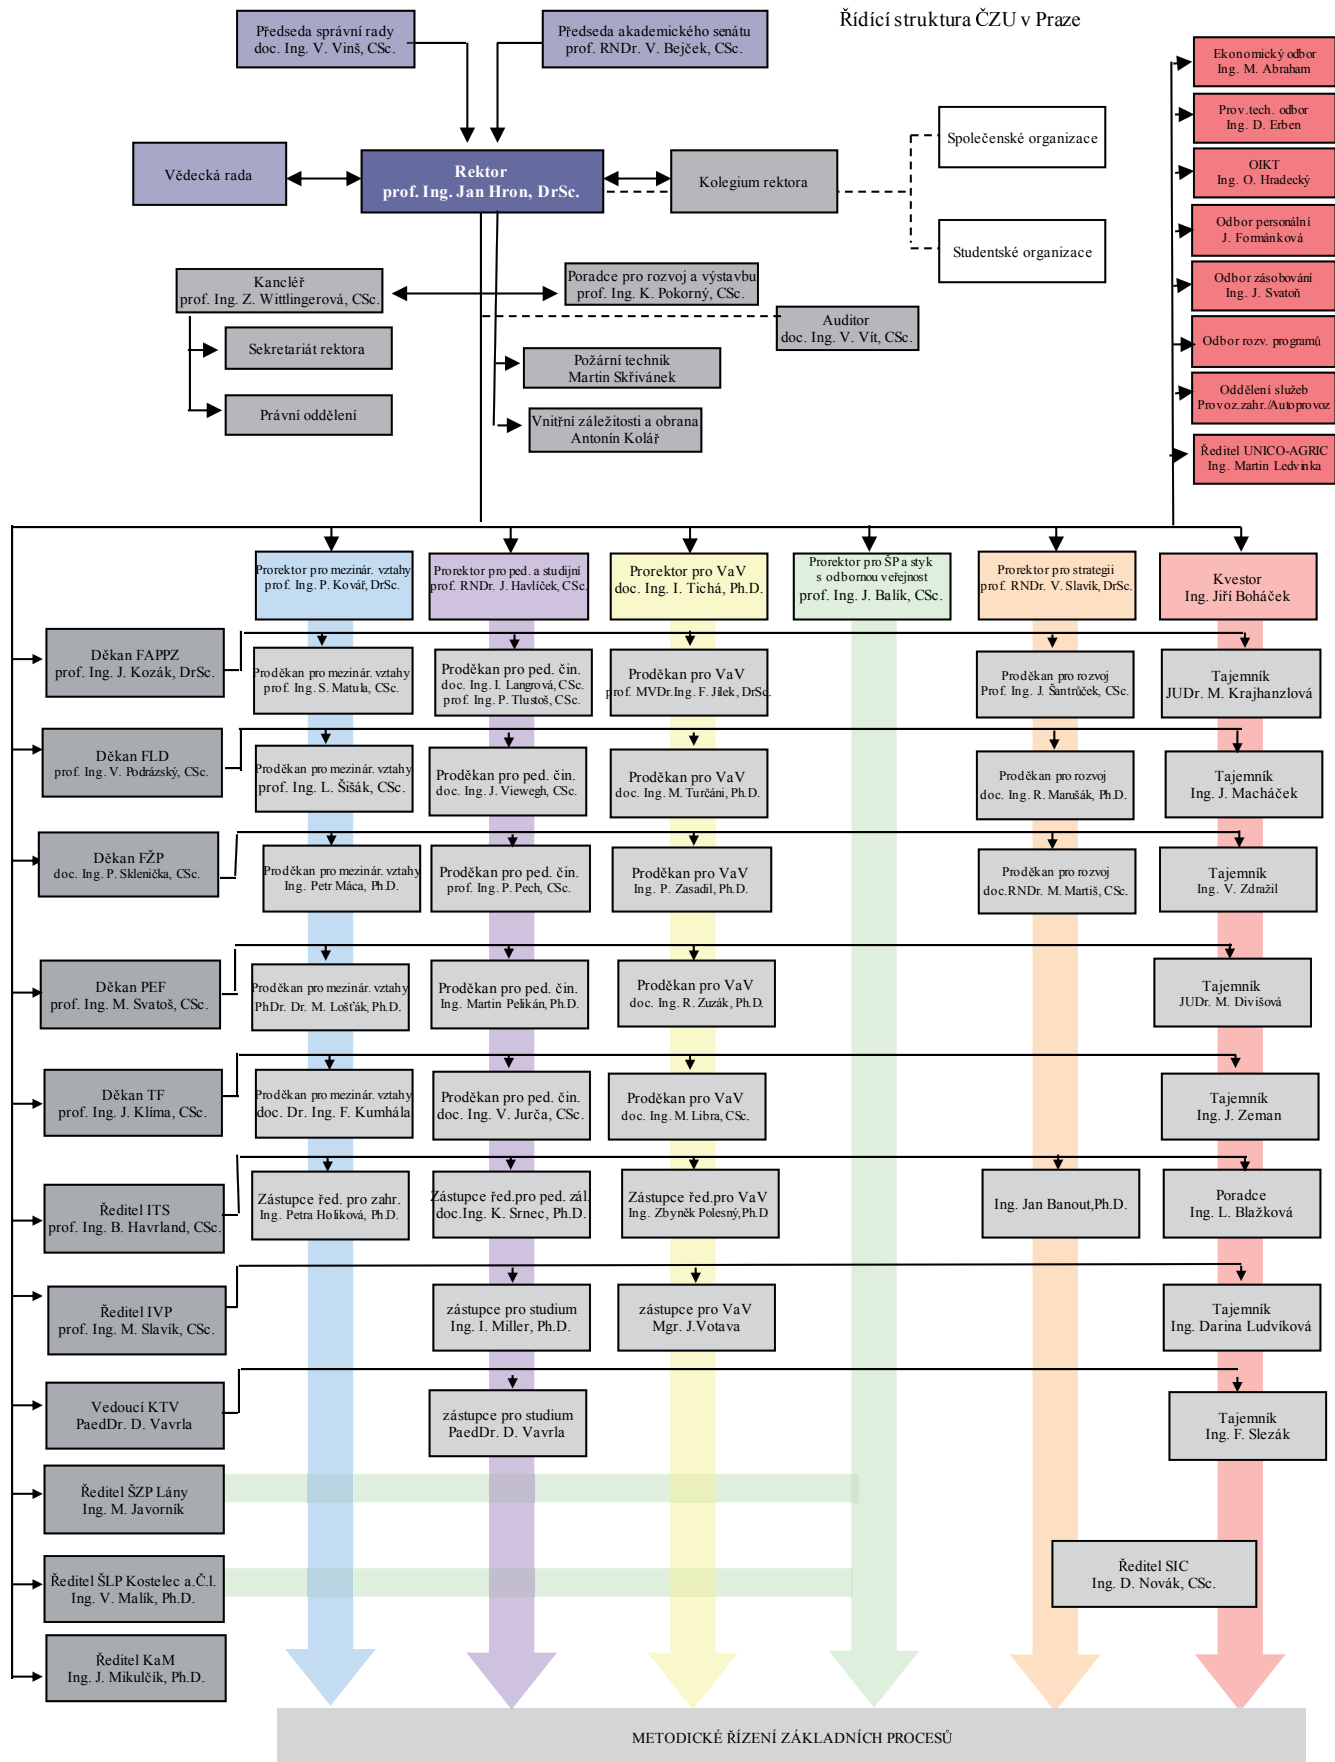 Řídící struktura ČZU v Praze
Předseda správní rady
doc. Ing. V. Vinš, CSc.
Předseda akademického senátu
prof. RNDr. V. Bejček, CSc.
Ekonomický odbor
Ing. M. Abraham
Prov.tech. odbor
Ing. D. Erben
OIKT
Ing. O. Hradecký
Odbor personální
J. Formánková
Odbor zásobování
Ing. J. Svatoň
Odbor rozv. programů
Oddělení služeb
Provoz.zahr./Autoprovoz
Ředitel UNICO-AGRIC
Ing. Martin Ledvinka
Vědecká rada
Rektor
prof. Ing. Jan Hron, DrSc.
Kolegium rektora
Společenské organizace
Studentské organizace
Kancléř
prof. Ing. Z. Wittlingerová, CSc.
Poradce pro rozvoj a výstavbu
prof. Ing. K. Pokorný, CSc.
Auditor
doc. Ing. V. Vít, CSc.
Sekretariát rektora
Právní oddělení
Požární technik
Martin Skřivánek
Vnitřní záležitosti a obrana
Antonín Kolář
Prorektor pro mezinár. vztahy
prof. Ing. P. Kovář, DrSc.
Prorektor pro ped. a studijní
prof. RNDr. J. Havlíček, CSc.
Prorektor pro VaV
doc. Ing. I. Tichá, Ph.D.
Prorektor pro ŠP a styk
s odbornou veřejnost
prof. Ing. J. Balík, CSc.
Prorektor pro strategii
prof. RNDr. V. Slavík, DrSc.
Kvestor
Ing. Jiří Boháček
Děkan FAPPZ
prof. Ing. J. Kozák, DrSc.
Proděkan pro mezinár. vztahy
prof. Ing. S. Matula, CSc.
Proděkan pro ped. čin.
doc. Ing. I. Langrová, CSc.
prof. Ing. P. Tlustoš, CSc.
Proděkan pro VaV
prof. MVDr.Ing. F. Jílek, DrSc.
Proděkan pro rozvoj
Prof. Ing. J. Šantrůček, CSc.
Tajemník
JUDr. M. Krajhanzlová
Děkan FLD
prof. Ing. V. Podrázský, CSc.
Proděkan pro mezinár. vztahy
prof. Ing. L. Šišák, CSc.
Proděkan pro ped. čin.
doc. Ing. J. Viewegh, CSc.
Proděkan pro VaV
doc. Ing. M. Turčáni, Ph.D.
Proděkan pro rozvoj
doc. Ing. R. Marušák, Ph.D.
Tajemník
Ing. J. Macháček
Děkan FŽP
doc. Ing. P. Sklenička, CSc.
Proděkan pro mezinár. vztahy
Ing. Petr Máca, Ph.D.
Proděkan pro ped. čin.
prof. Ing. P. Pech, CSc.
Proděkan pro VaV
Ing. P. Zasadil, Ph.D.
Proděkan pro rozvoj
doc.RNDr. M. Martiš, CSc.
Tajemník
Ing. V. Zdražil
Děkan PEF
prof. Ing. M. Svatoš, CSc.
Proděkan pro mezinár. vztahy
PhDr. Dr. M. Lošťák, Ph.D.
Proděkan pro ped. čin.
Ing. Martin Pelikán, Ph.D.
Proděkan pro VaV
doc. Ing. R. Zuzák, Ph.D.
Tajemník
JUDr. M. Divišová
Děkan TF
prof. Ing. J. Klíma, CSc.
Proděkan pro mezinár. vztahy
doc. Dr. Ing. F. Kumhála
Proděkan pro ped. čin.
doc. Ing. V. Jurča, CSc.
Proděkan pro VaV
doc. Ing. M. Libra, CSc.
Tajemník
Ing. J. Zeman
Ředitel ITS
prof. Ing. B. Havrland, CSc.
Zástupce řed. pro zahr.
Ing. Petra Holíková, Ph.D.
Zástupce řed.pro ped. zál.
doc.Ing. K. Srnec, Ph.D.
Zástupce řed.pro VaV
Ing. Zbyněk Polesný,Ph.D
Ing. Jan Banout,Ph.D.
Poradce
Ing. L. Blažková
Ředitel IVP
prof. Ing. M. Slavík, CSc.
zástupce pro studium
Ing. I. Miller, Ph.D.
zástupce pro VaV
Mgr. J.Votava
Tajemník
Ing. Darina Ludvíková
Vedoucí KTV
PaedDr. D. Vavrla
zástupce pro studium
PaedDr. D. Vavrla
Tajemník
Ing. F. Slezák
Ředitel ŠZP Lány
Ing. M. Javorník
Ředitel ŠLP Kostelec a.Č.l.
Ing. V. Malík, Ph.D.
Ředitel SIC
Ing. D. Novák, CSc.
Ředitel KaM
Ing. J. Mikulčík, Ph.D.
METODICKÉ ŘÍZENÍ ZÁKLADNÍCH PROCESŮ